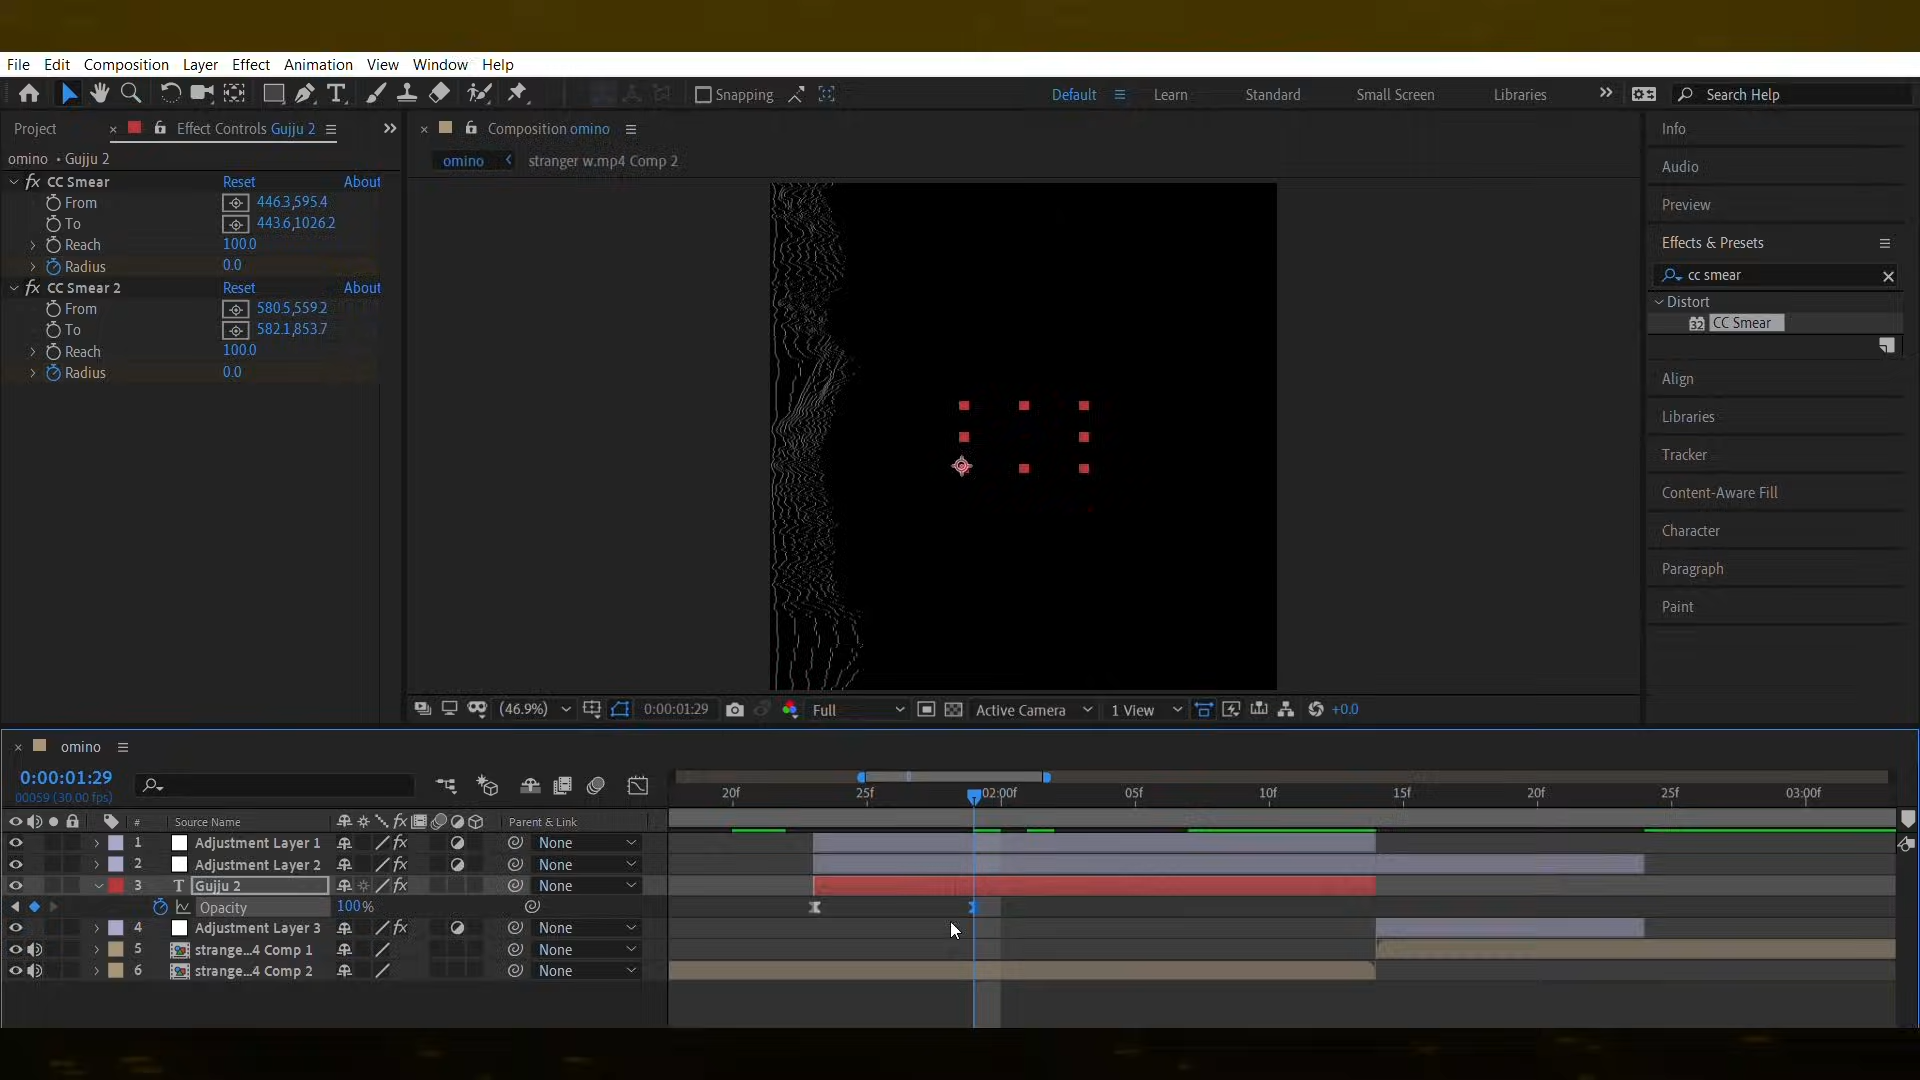 File Edit Composition Layer Effect Animation View Window Help
Snapping Default Learn Standard Small Screen Libraries Search Help
Project Effect Controls Gujju 2
omino • Gujju 2
fx CC Smear Reset About
From 446.3,595.4
To 443.6,1026.2
Reach 100.0
Radius 0.0
fx CC Smear 2 Reset About
From 580.5,559.2
To 582.1,853.7
Reach 100.0
Radius 0.0
Composition omino
omino stranger w.mp4 Comp 2
(46.9%) 0:00:01:29 Full Active Camera 1 View +0.0
Info
Audio
Preview
Effects & Presets
cc smear
Distort
32 CC Smear
Align
Libraries
Tracker
Content-Aware Fill
Character
Paragraph
Paint
omino
0:00:01:29
00059 (30.00 fps)
20f 25f 02:00f 05f 10f 15f 20f 25f 03:00f
# Source Name fx Parent & Link
1 Adjustment Layer 1 fx None
2 Adjustment Layer 2 fx None
3 T Gujju 2 fx None
Opacity 100%
4 Adjustment Layer 3 fx None
5 strange...4 Comp 1 None
6 strange...4 Comp 2 None